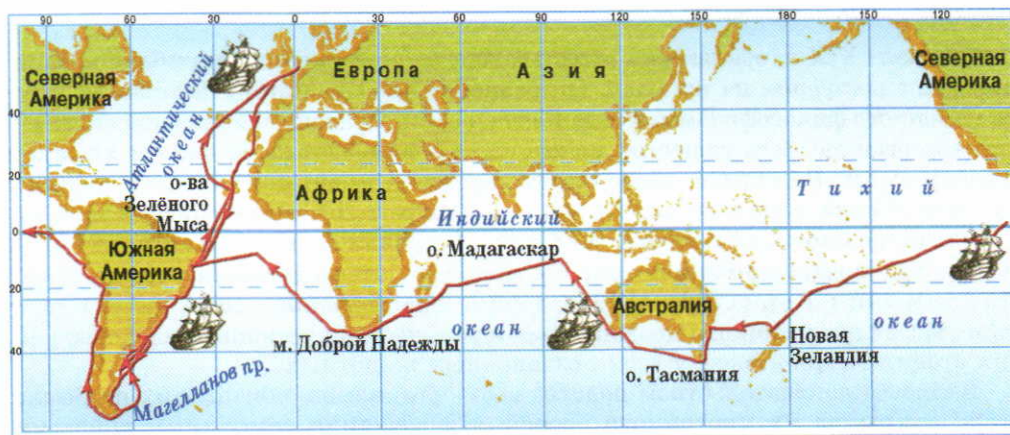 90 60 30 0 30 60 90 120 150 180 150 120
Северная
Америка
Атлантический
океан
Европа
Азия
Северная
Америка
40
20
0
20
40
о-ва
Зелёного
Мыса
Африка
Индийский
океан
Тихий
океан
Южная
Америка
о. Мадагаскар
Австралия
м. Доброй Надежды
Новая
Зеландия
о. Тасмания
Магелланов пр.